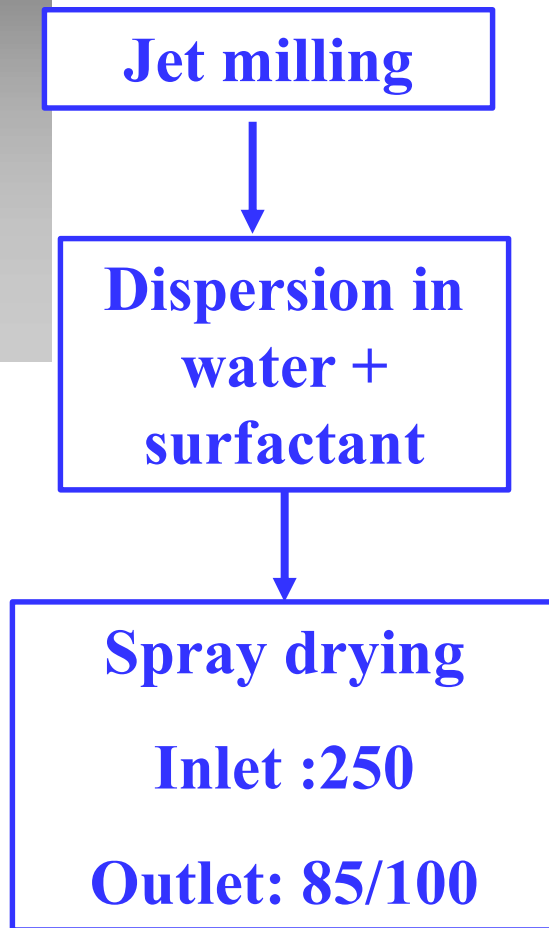 Jet milling
Dispersion in
water +
surfactant
Spray drying
Inlet :250
Outlet: 85/100